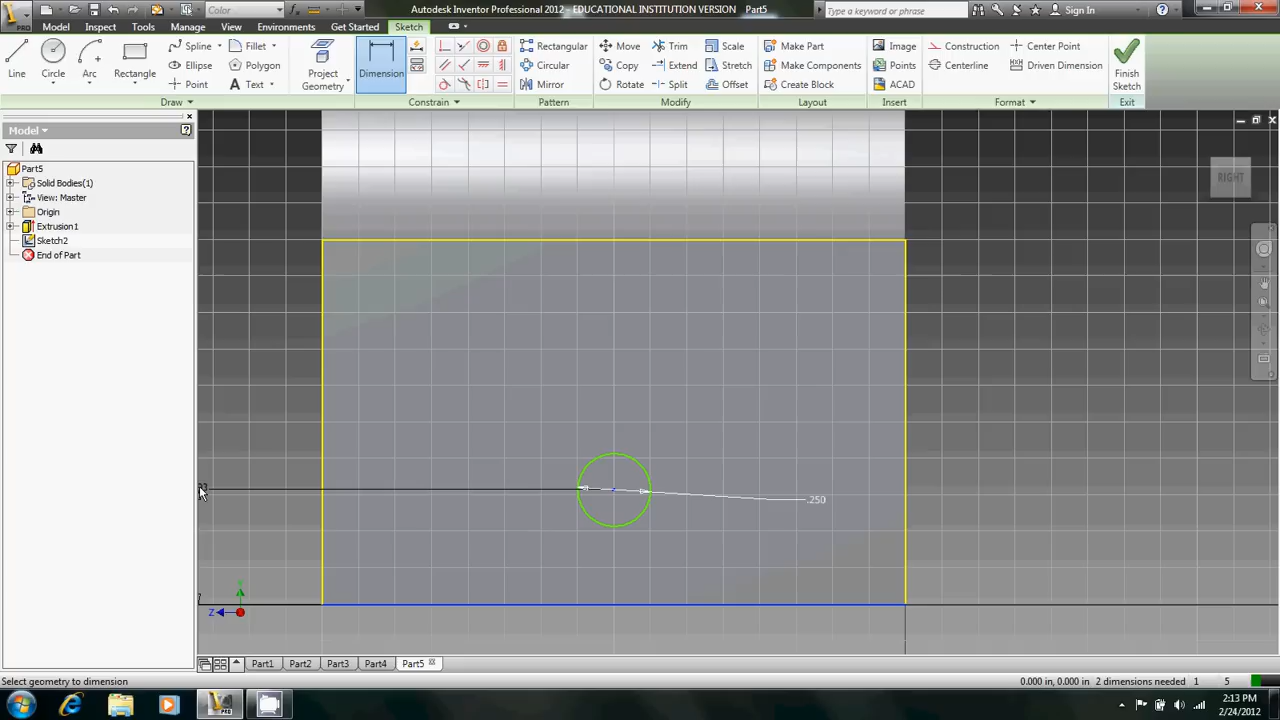 PRO
Color
Autodesk Inventor Professional 2012 - EDUCATIONAL INSTITUTION VERSION Part5
Type a keyword or phrase
Sign In
Model Inspect Tools Manage View Environments Get Started Sketch
Line
Circle
Arc
Rectangle
Spline
Ellipse
Point
Fillet
Polygon
Text
Project
Geometry
Dimension
Rectangular
Circular
Mirror
Move
Copy
Rotate
Trim
Extend
Split
Scale
Stretch
Offset
Make Part
Make Components
Create Block
Image
Points
ACAD
Construction
Centerline
Center Point
Driven Dimension
Finish
Sketch
Draw Constrain Pattern Modify Layout Insert Format Exit
Model
Part5
Solid Bodies(1)
View: Master
Origin
Extrusion1
Sketch2
End of Part
RIGHT
.250
Y
Z
Part1 Part2 Part3 Part4 Part5
Select geometry to dimension
0.000 in, 0.000 in 2 dimensions needed 1 5
PRO
2:13 PM
2/24/2012